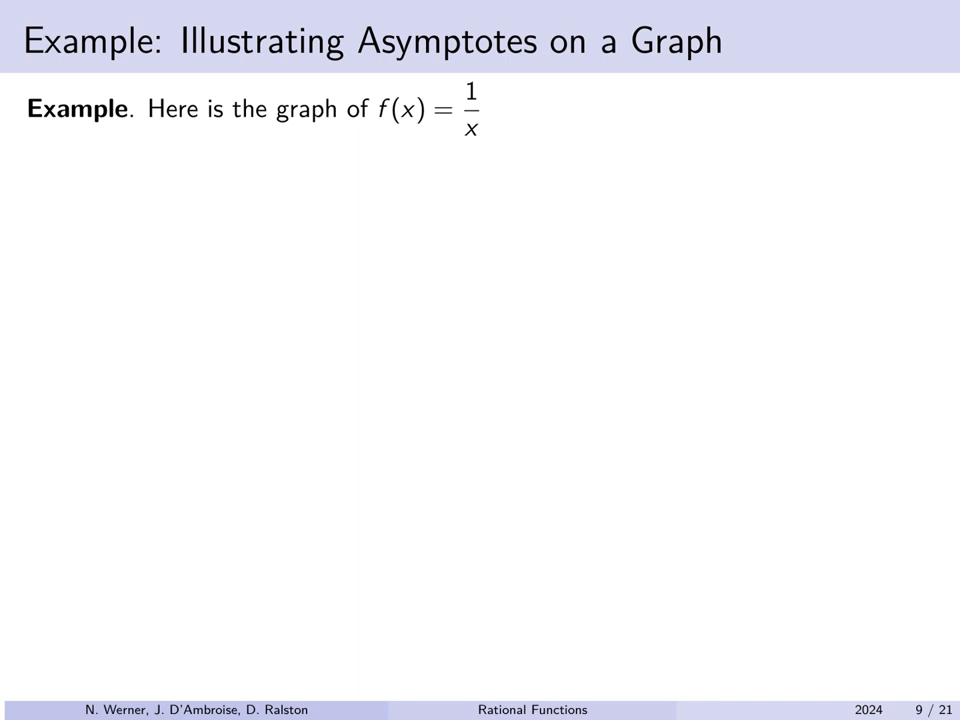 Example: Illustrating Asymptotes on a Graph
Example. Here is the graph of f(x) = 1/x
N. Werner, J. D'Ambroise, D. Ralston Rational Functions 2024 9 / 21